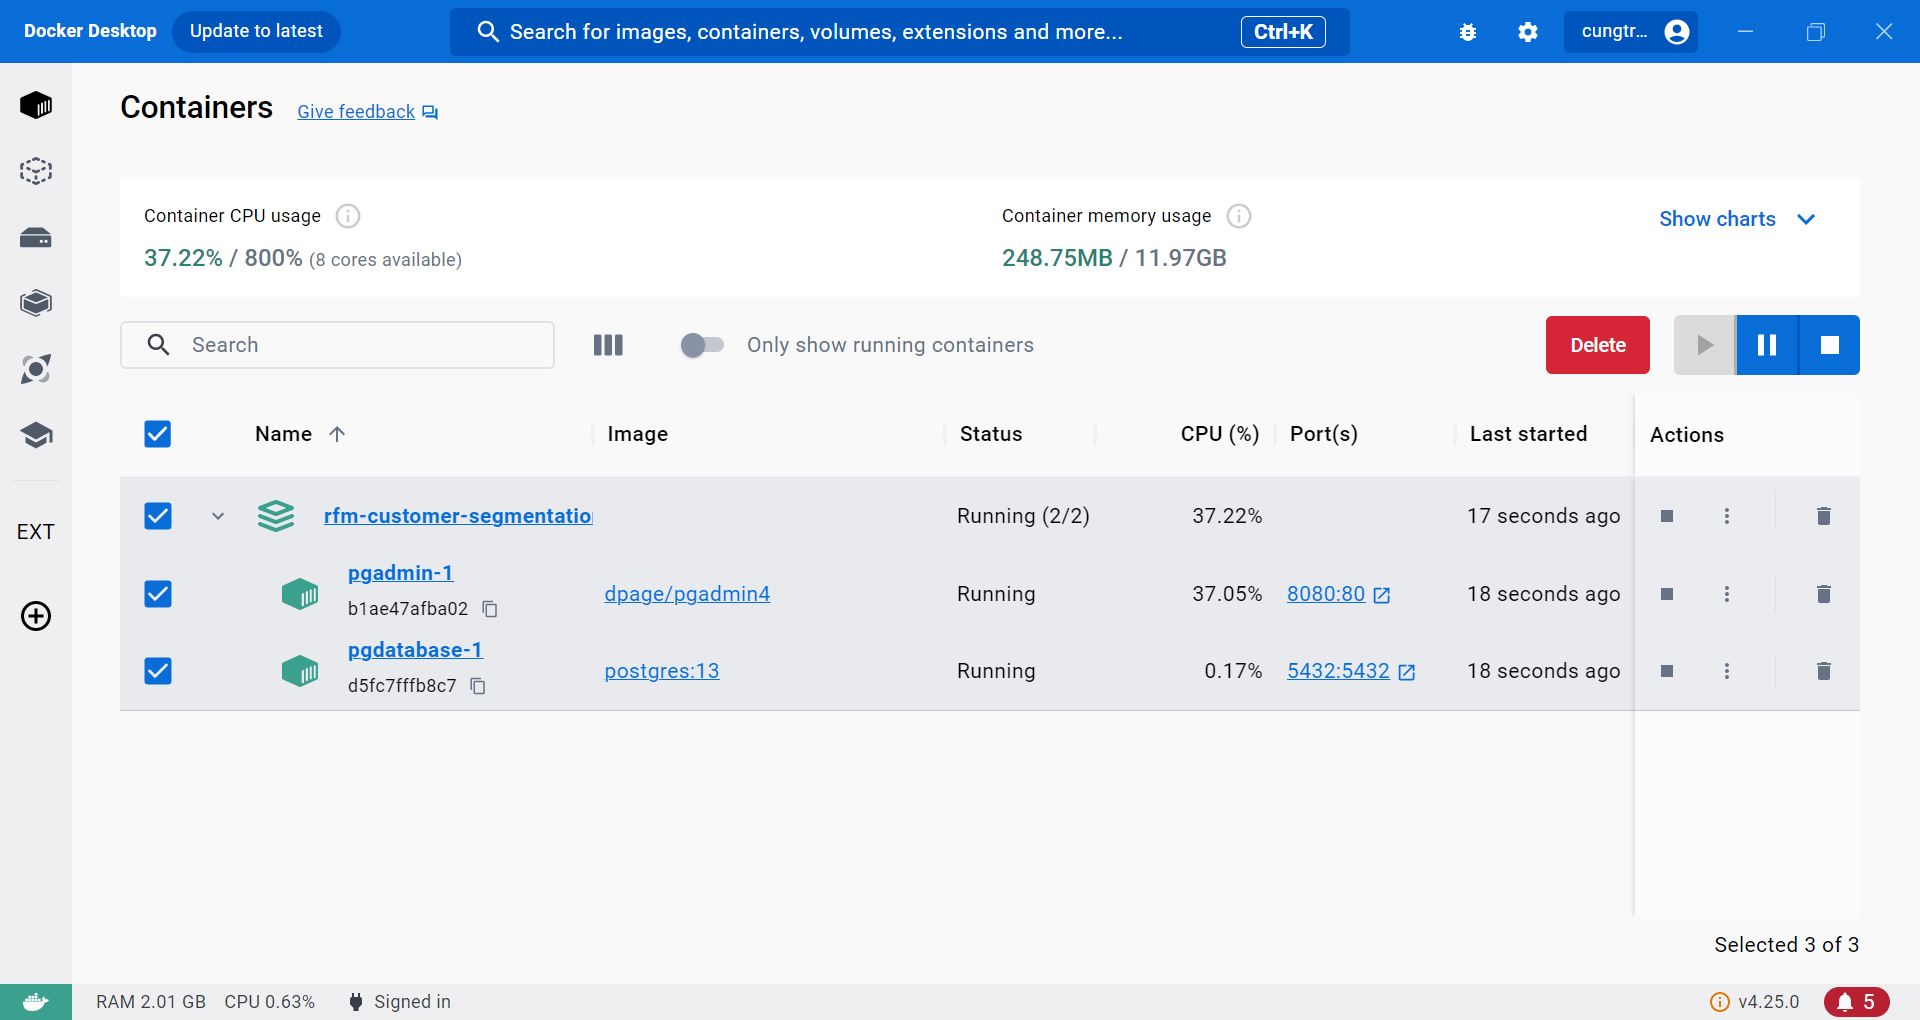 Docker Desktop
Update to latest
Search for images, containers, volumes, extensions and more...
Ctrl+K
cungtr...
Containers
Give feedback
Container CPU usage
37.22% / 800% (8 cores available)
Container memory usage
248.75MB / 11.97GB
Show charts
Search
Only show running containers
Delete
Name Image Status CPU (%) Port(s) Last started Actions
rfm-customer-segmentatio Running (2/2) 37.22% 17 seconds ago
pgadmin-1
b1ae47afba02
dpage/pgadmin4 Running 37.05% 8080:80 18 seconds ago
pgdatabase-1
d5fc7fffb8c7
postgres:13 Running 0.17% 5432:5432 18 seconds ago
EXT
Selected 3 of 3
RAM 2.01 GB CPU 0.63% Signed in
v4.25.0
5